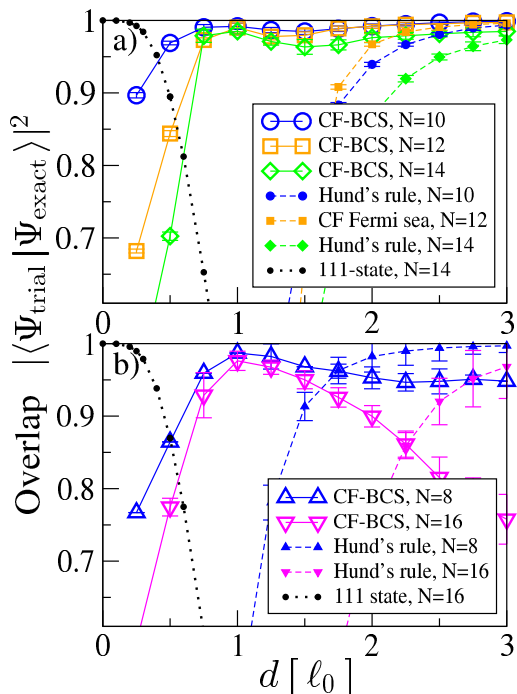 1
0.9
0.8
0.7
a)
CF-BCS, N=10
CF-BCS, N=12
CF-BCS, N=14
Hund's rule, N=10
CF Fermi sea, N=12
Hund's rule, N=14
111-state, N=14
0 1 2 3
Overlap |⟨Ψtrial|Ψexact⟩|²
1
0.9
0.8
0.7
b)
CF-BCS, N=8
CF-BCS, N=16
Hund's rule, N=8
Hund's rule, N=16
111 state, N=16
0 1 2 3
d [ ℓ₀ ]